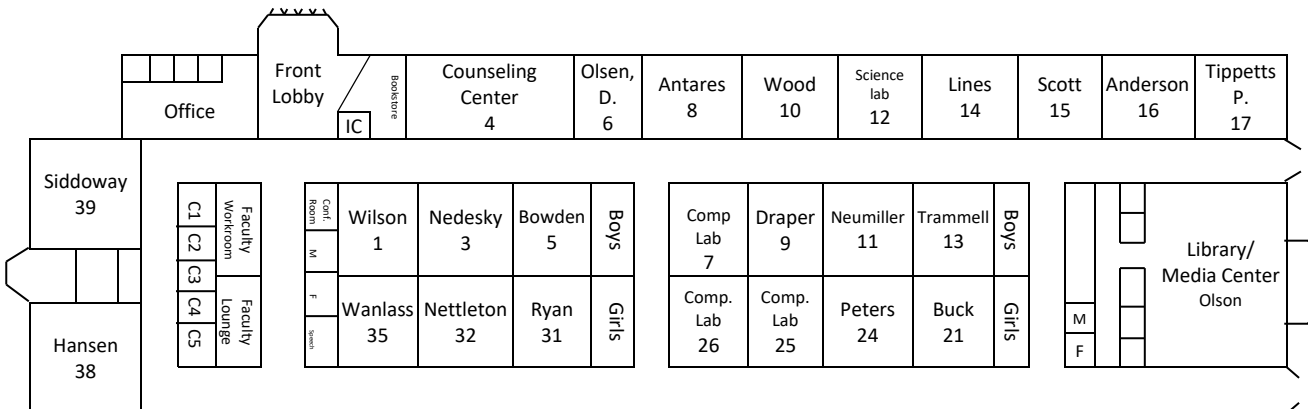 Front
Lobby
Office
IC
Bookstore
Counseling
Center
4
Olsen,
D.
6
Antares
8
Wood
10
Science
lab
12
Lines
14
Scott
15
Anderson
16
Tippetts
P.
17
Siddoway
39
Hansen
38
C1
C2
C3
C4
C5
Faculty
Workroom
Faculty
Lounge
Conf.
Room
M
F
Speech
Wilson
1
Nedesky
3
Bowden
5
Boys
Wanlass
35
Nettleton
32
Ryan
31
Girls
Comp
Lab
7
Draper
9
Neumiller
11
Trammell
13
Boys
Comp.
Lab
26
Comp.
Lab
25
Peters
24
Buck
21
Girls
M
F
Library/
Media Center
Olson